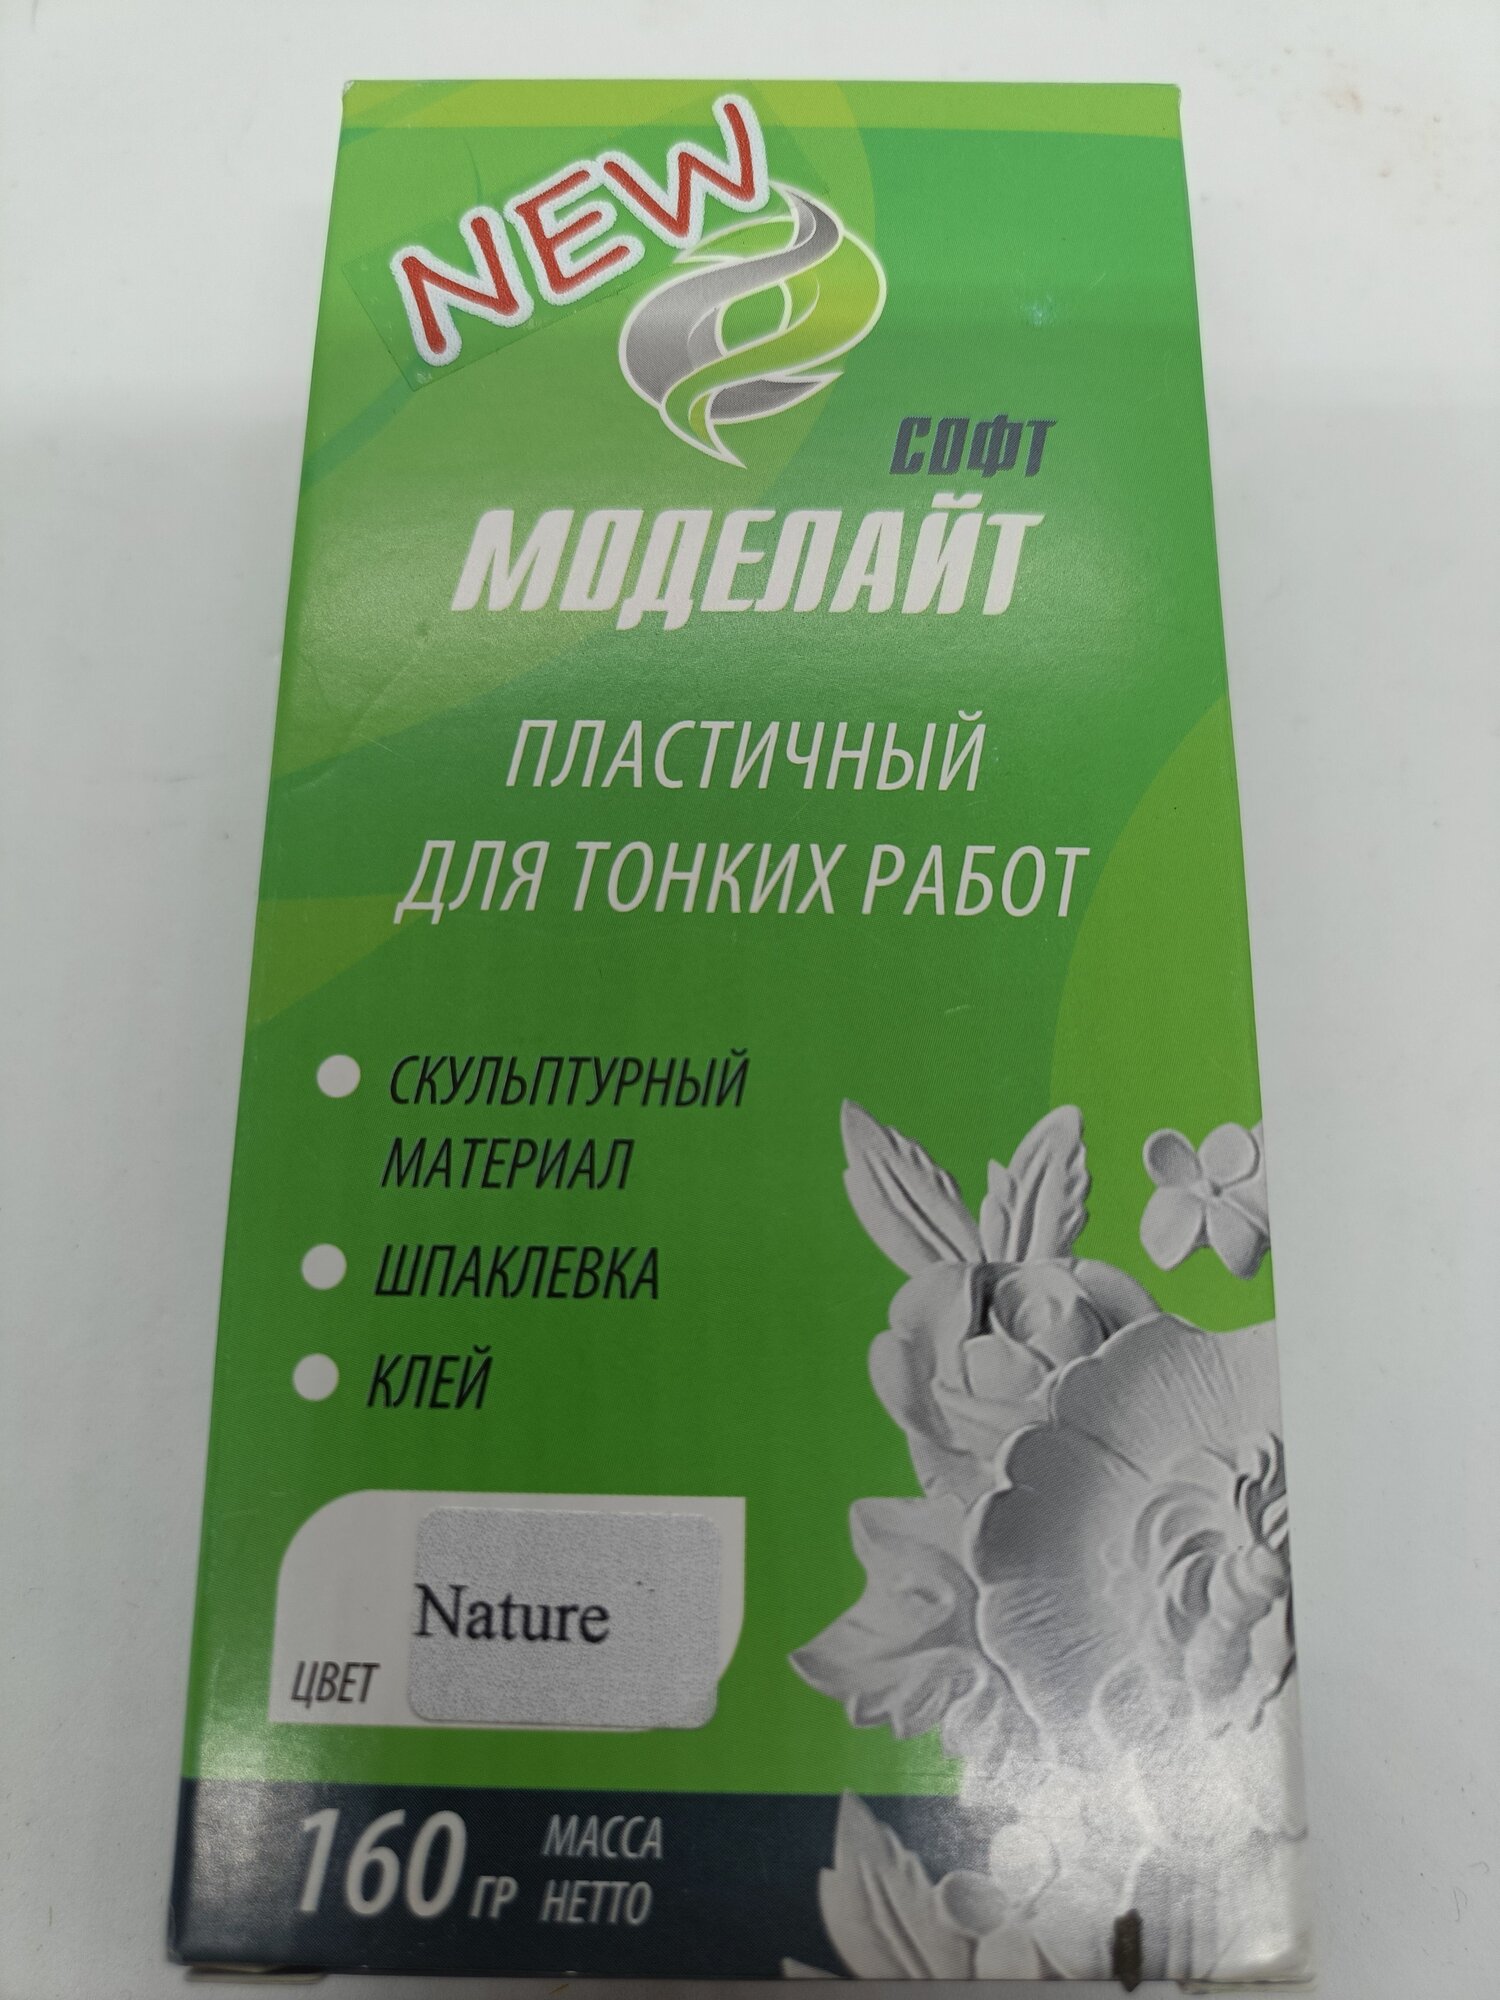 NEW
СОФТ
МОДЕЛАЙТ
ПЛАСТИЧНЫЙ
ДЛЯ ТОНКИХ РАБОТ
СКУЛЬПТУРНЫЙ
МАТЕРИАЛ
ШПАКЛЕВКА
КЛЕЙ
Nature
ЦВЕТ
160 ГР МАССА
НЕТТО